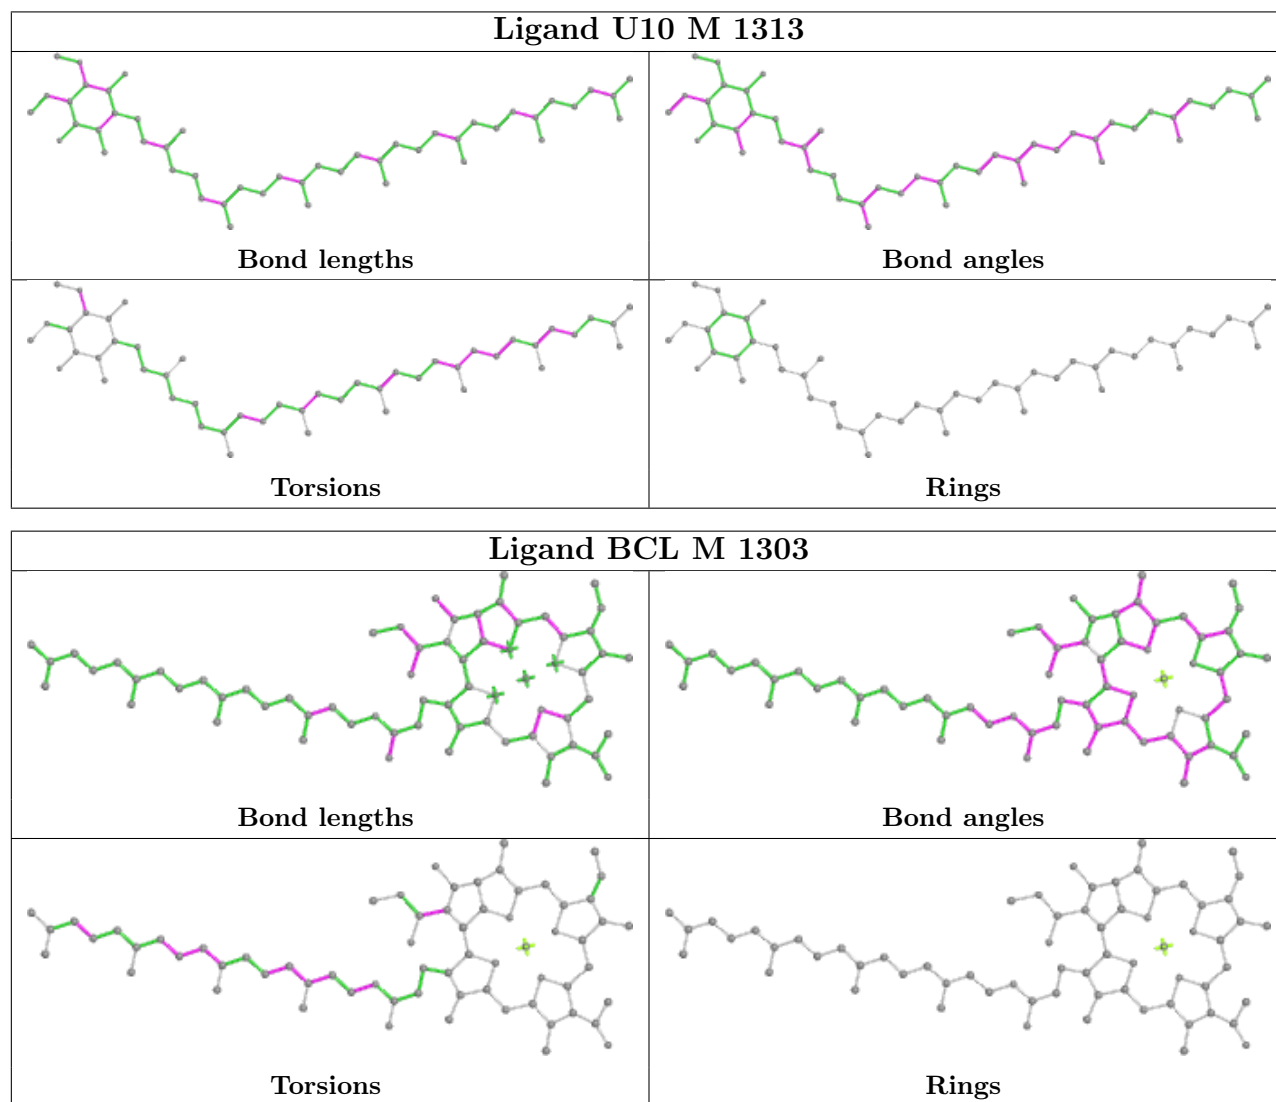 Ligand U10 M 1313
Bond lengths
Bond angles
Torsions
Rings
Ligand BCL M 1303
Bond lengths
Bond angles
Torsions
Rings